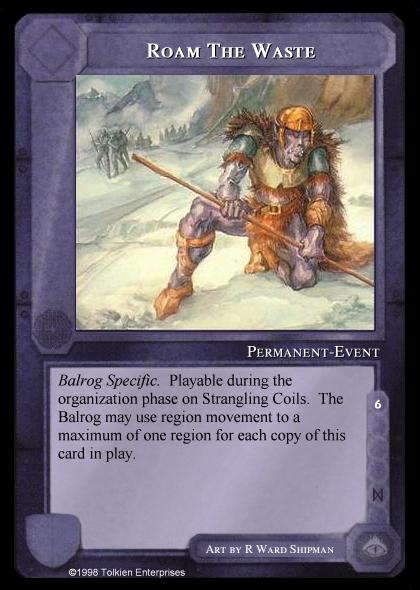 ROAM THE WASTE
PERMANENT-EVENT
Balrog Specific. Playable during the
organization phase on Strangling Coils. The
Balrog may use region movement to a
maximum of one region for each copy of this
card in play.
6
ART BY R WARD SHIPMAN
©1998 Tolkien Enterprises